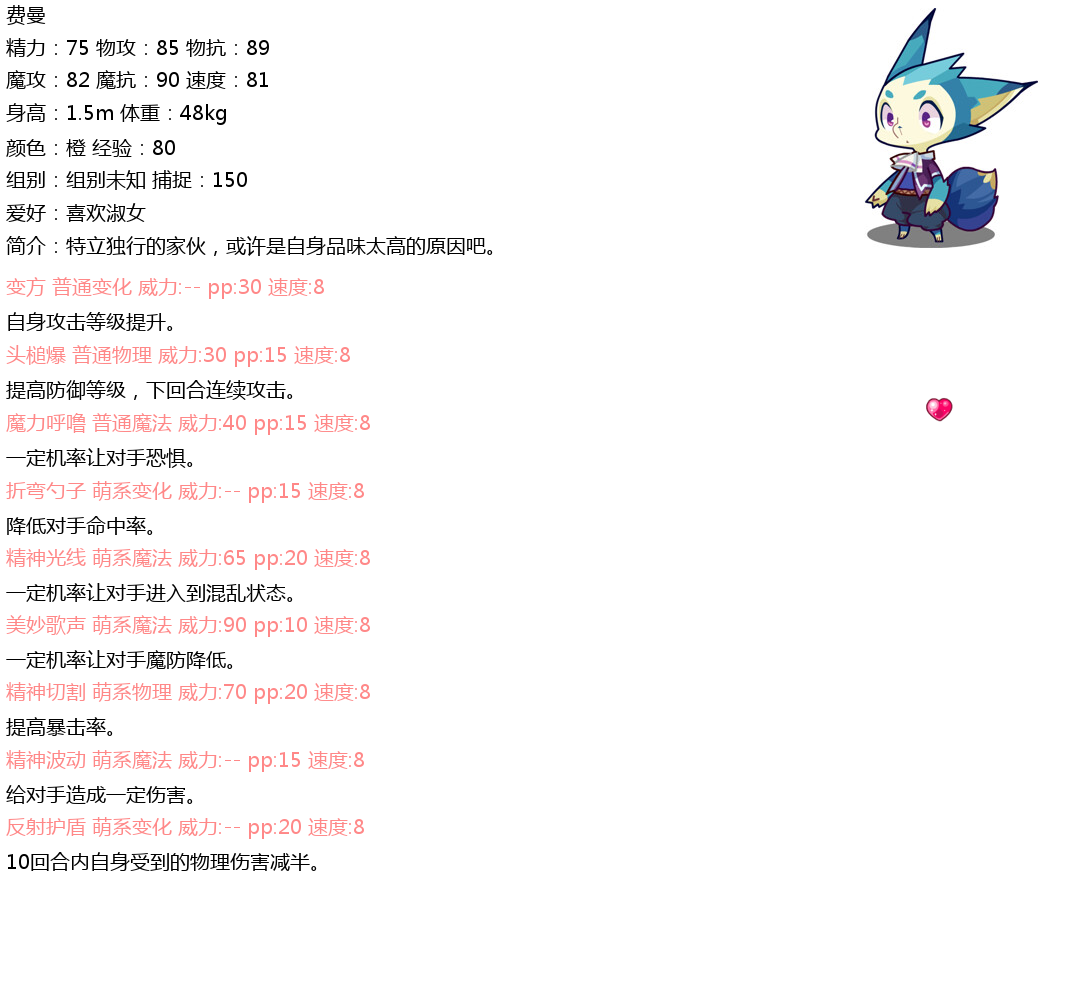 费曼
精力：75 物攻：85 物抗：89
魔攻：82 魔抗：90 速度：81
身高：1.5m 体重：48kg
颜色：橙 经验：80
组别：组别未知 捕捉：150
爱好：喜欢淑女
简介：特立独行的家伙，或许是自身品味太高的原因吧。
变方 普通变化 威力:-- pp:30 速度:8
自身攻击等级提升。
头槌爆 普通物理 威力:30 pp:15 速度:8
提高防御等级，下回合连续攻击。
魔力呼噜 普通魔法 威力:40 pp:15 速度:8
一定机率让对手恐惧。
折弯勺子 萌系变化 威力:-- pp:15 速度:8
降低对手命中率。
精神光线 萌系魔法 威力:65 pp:20 速度:8
一定机率让对手进入到混乱状态。
美妙歌声 萌系魔法 威力:90 pp:10 速度:8
一定机率让对手魔防降低。
精神切割 萌系物理 威力:70 pp:20 速度:8
提高暴击率。
精神波动 萌系魔法 威力:-- pp:15 速度:8
给对手造成一定伤害。
反射护盾 萌系变化 威力:-- pp:20 速度:8
10回合内自身受到的物理伤害减半。